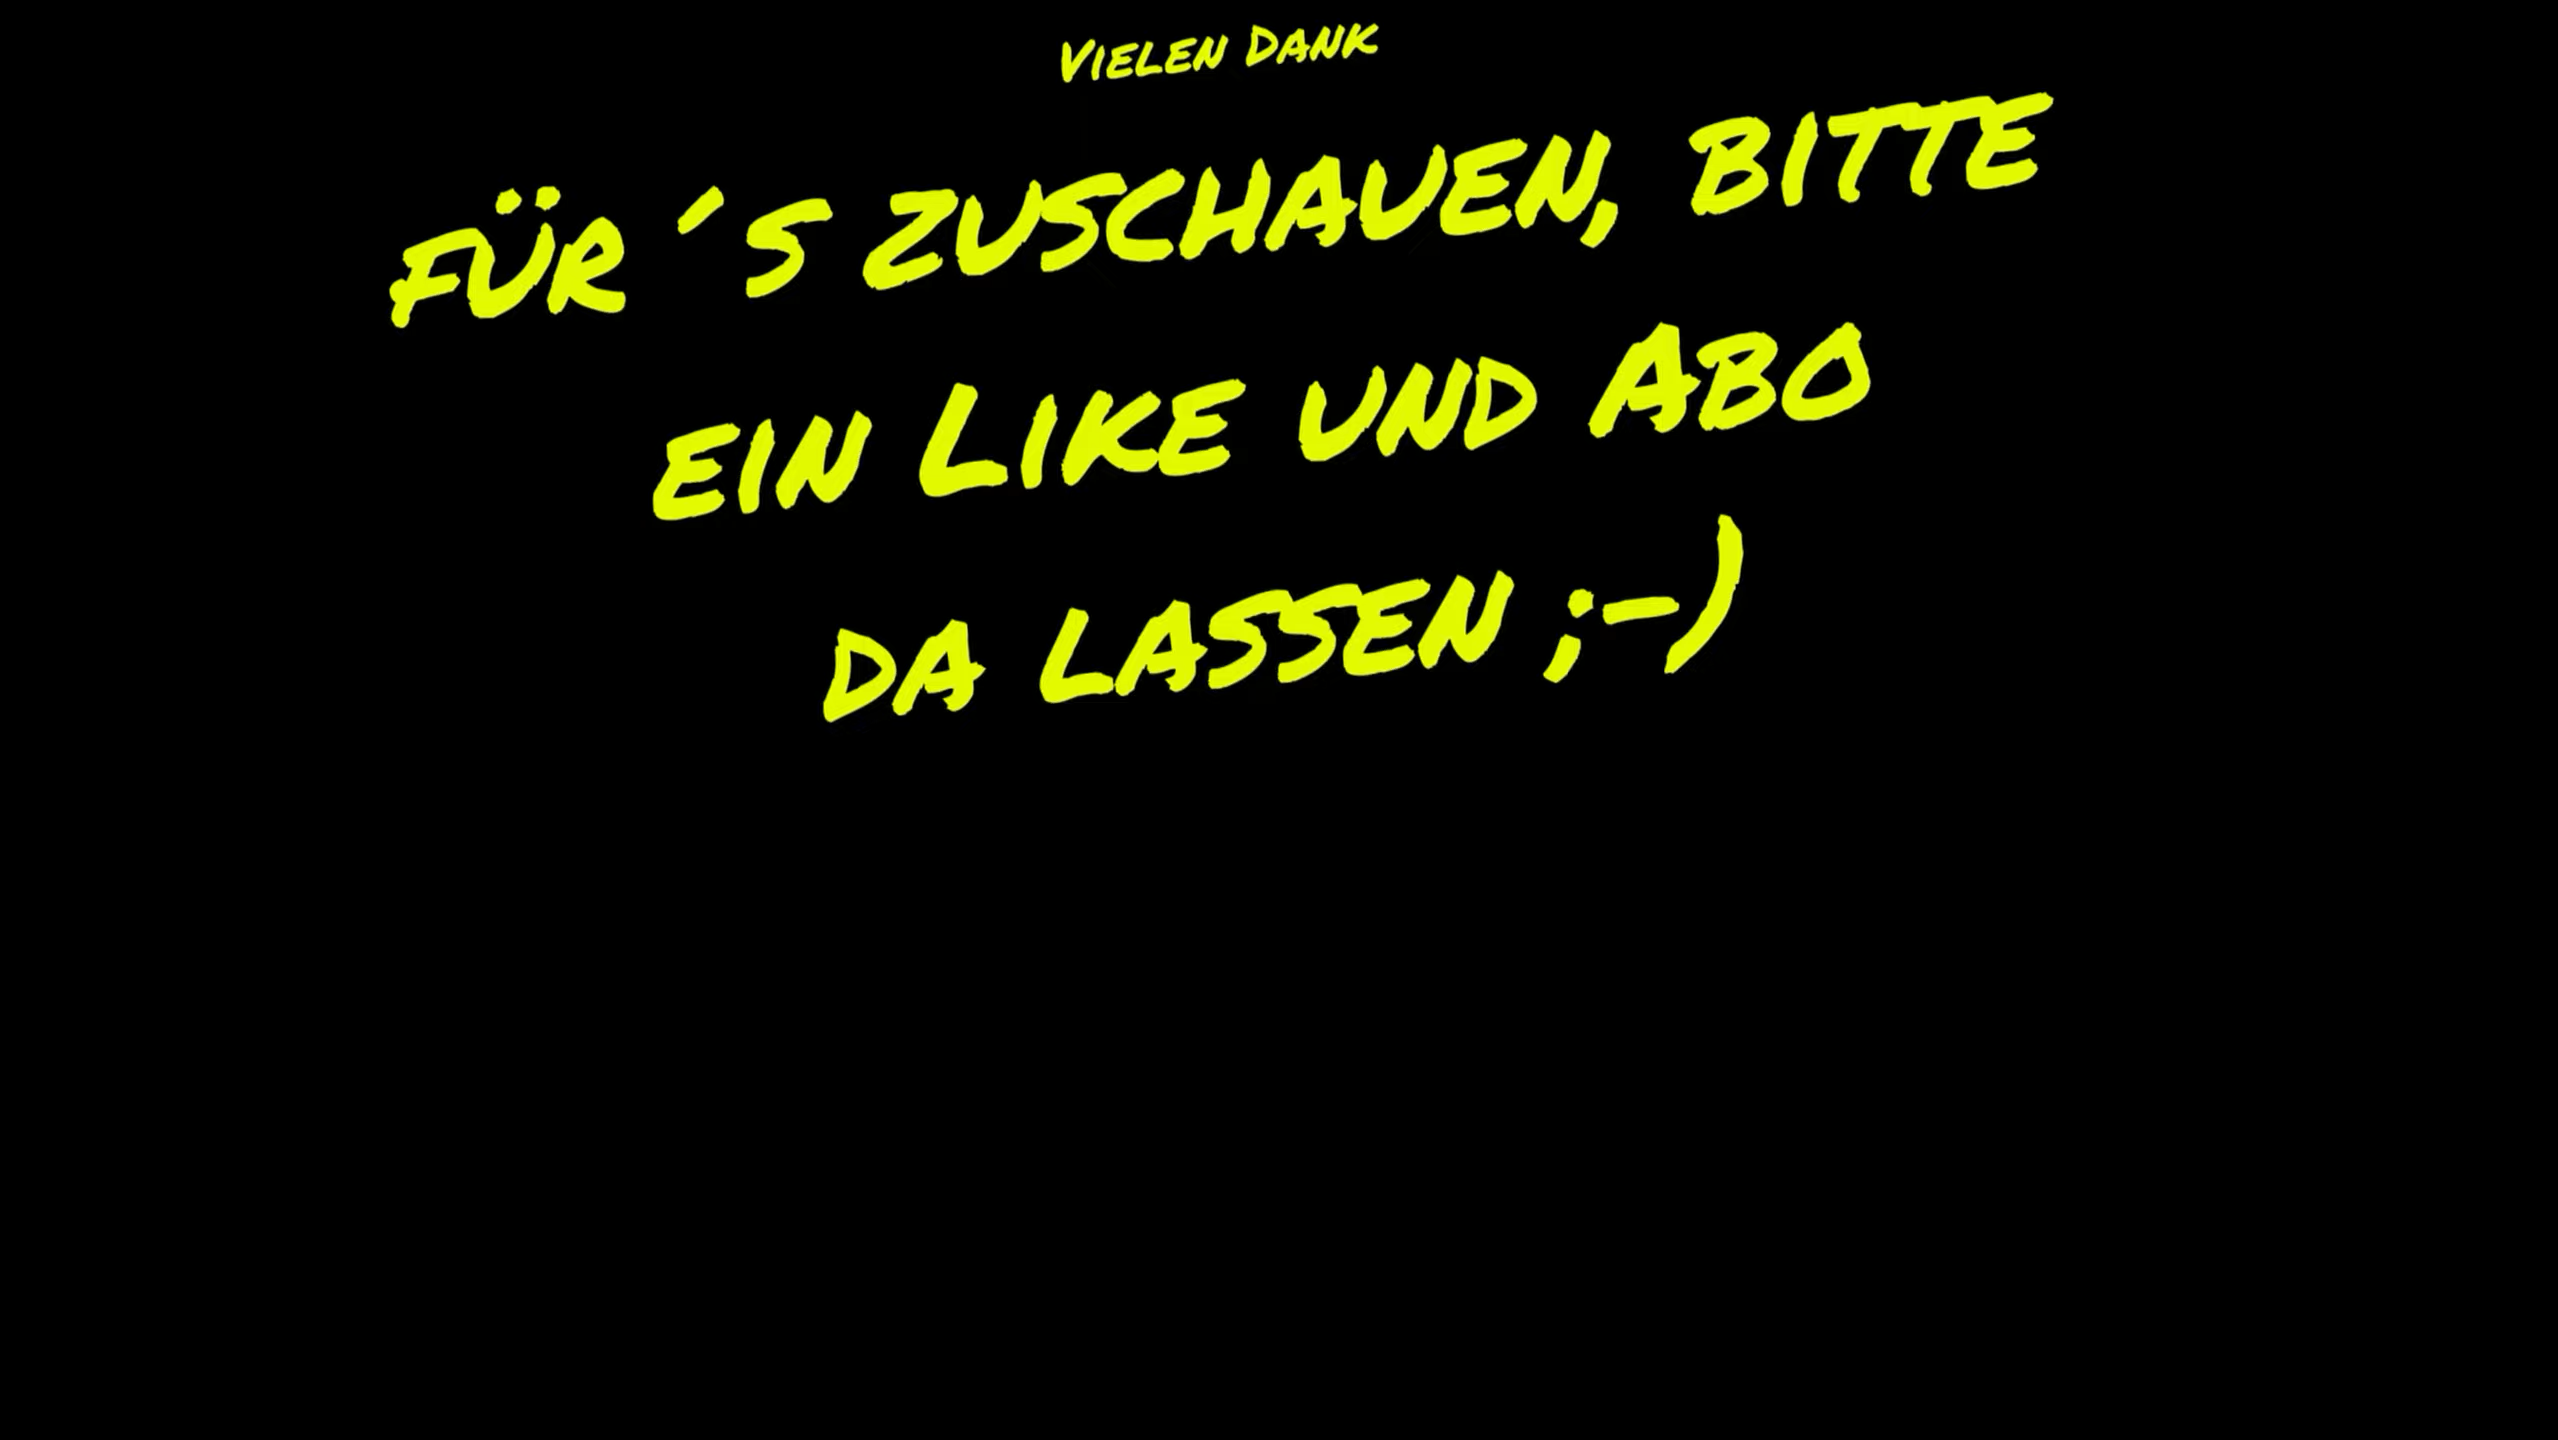 Vielen Dank
für ´s zuschauen, bitte
ein Like und Abo
da lassen ;-)